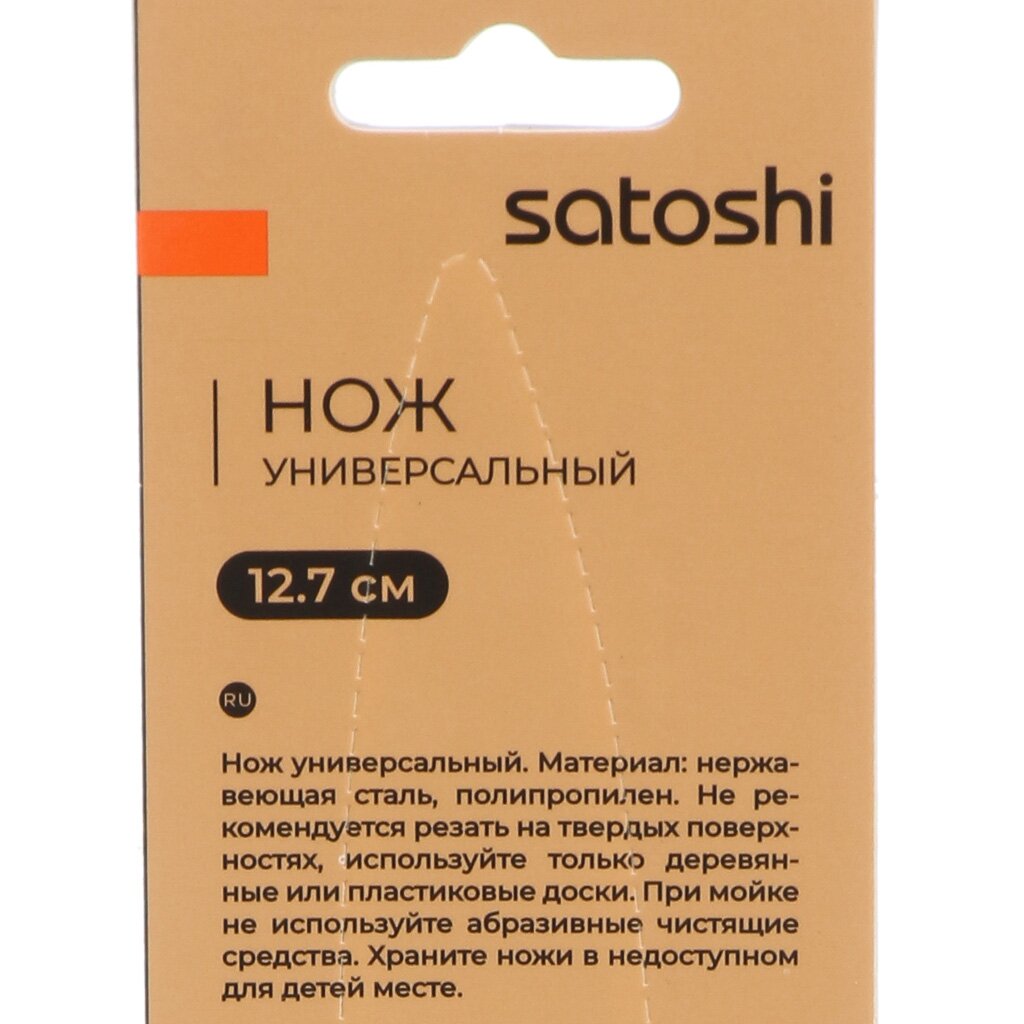 satoshi
НОЖ
УНИВЕРСАЛЬНЫЙ
12.7 см
RU
Нож универсальный. Материал: нержа-
веющая сталь, полипропилен. Не ре-
комендуется резать на твердых поверх-
ностях, используйте только деревян-
ные или пластиковые доски. При мойке
не используйте абразивные чистящие
средства. Храните ножи в недоступном
для детей месте.